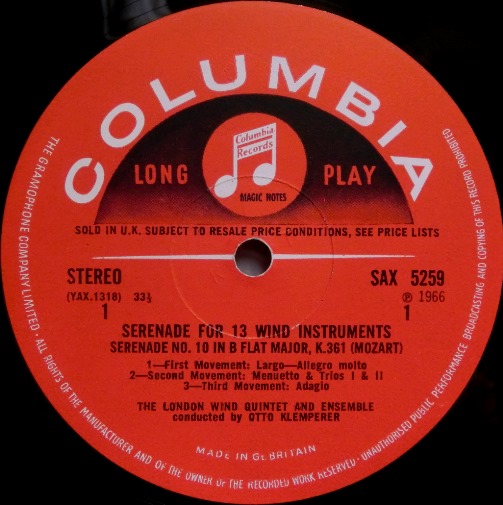 COLUMBIA
Columbia
Records
LONG PLAY
MAGIC NOTES
SOLD IN U.K. SUBJECT TO RESALE PRICE CONDITIONS, SEE PRICE LISTS
STEREO SAX 5259
(YAX.1318) 33⅓ ℗ 1966
1 1
SERENADE FOR 13 WIND INSTRUMENTS
SERENADE NO. 10 IN B FLAT MAJOR, K.361 (MOZART)
1—First Movement: Largo—Allegro molto
2—Second Movement: Menuetto & Trios I & II
3—Third Movement: Adagio
THE LONDON WIND QUINTET AND ENSEMBLE
conducted by OTTO KLEMPERER
MADE IN GT. BRITAIN
THE GRAMOPHONE COMPANY LIMITED · ALL RIGHTS OF THE MANUFACTURER AND OF THE OWNER OF THE RECORDED WORK RESERVED · UNAUTHORISED PUBLIC PERFORMANCE BROADCASTING AND COPYING OF THIS RECORD PROHIBITED